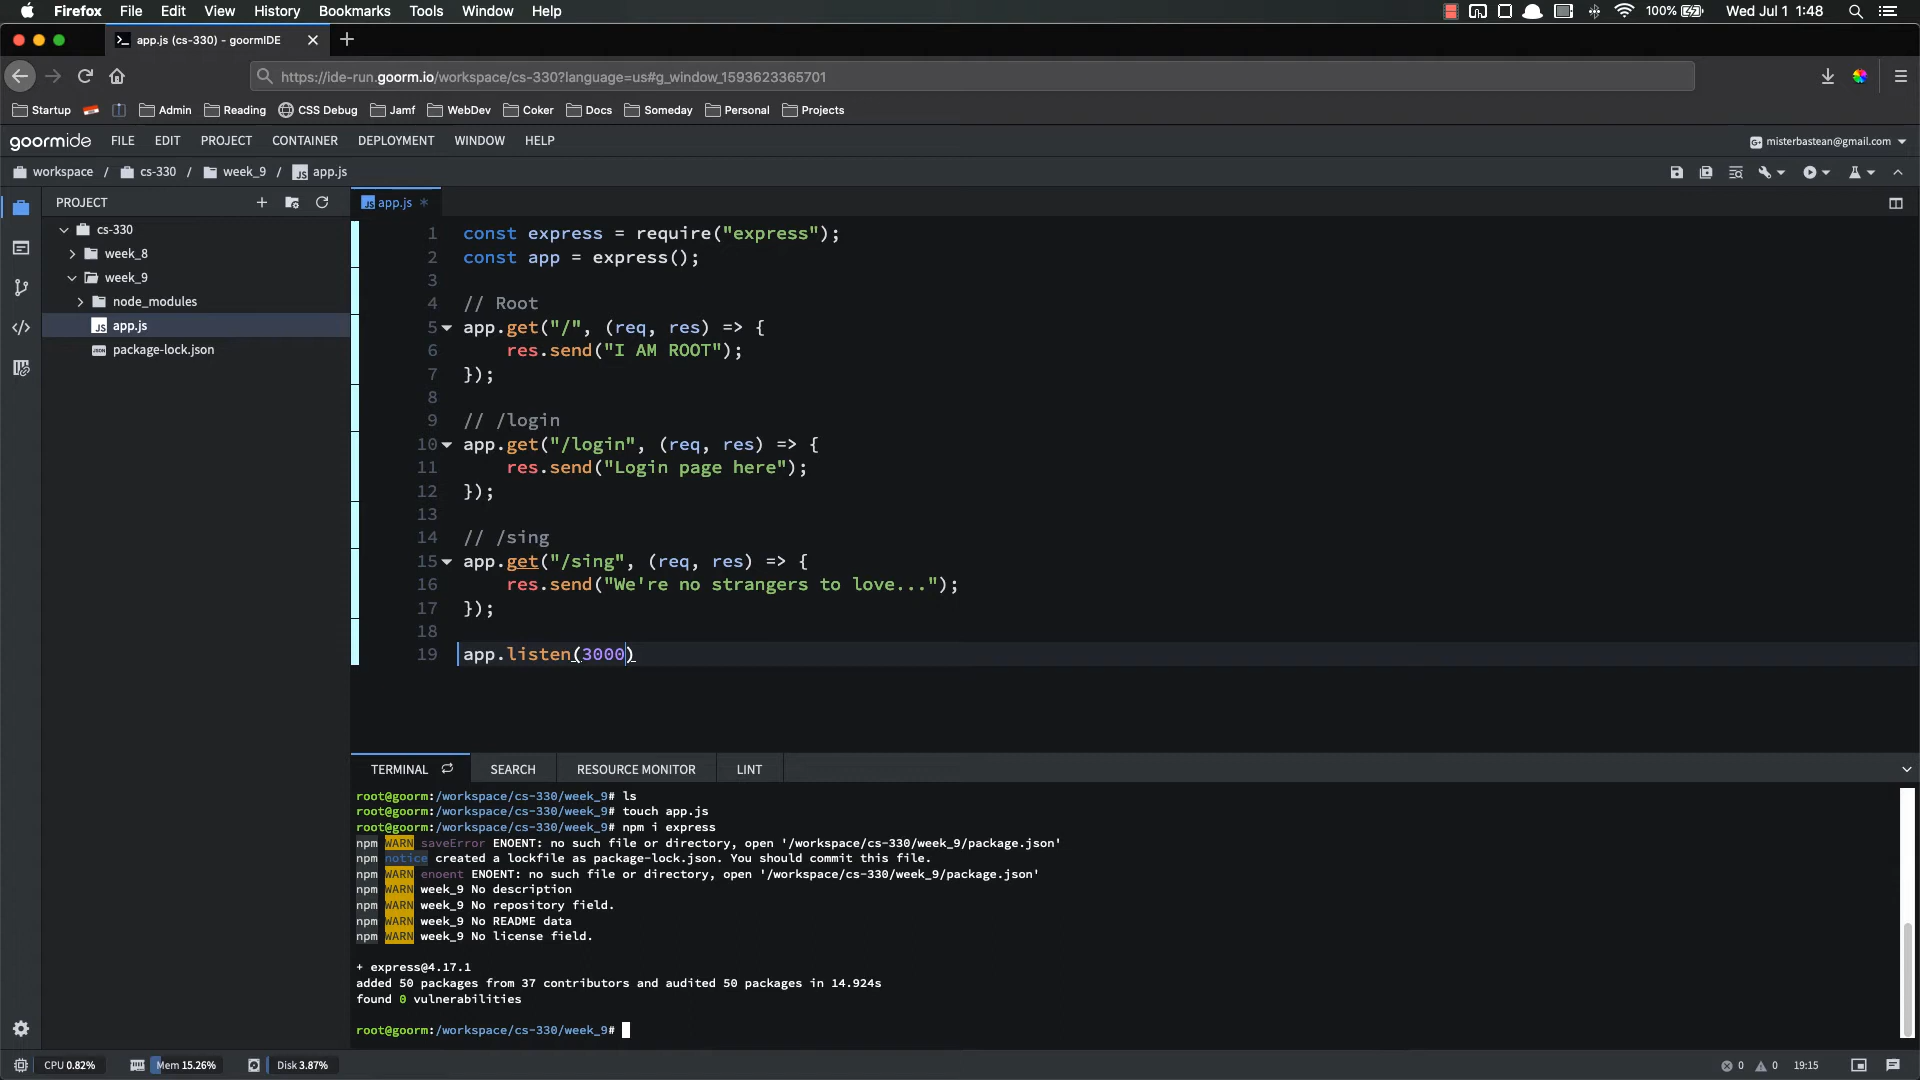 Firefox File Edit View History Bookmarks Tools Window Help 100% Wed Jul 1 1:48
app.js (cs-330) - goormIDE
https://ide-run.goorm.io/workspace/cs-330?language=us#g_window_1593623365701
Startup Admin Reading CSS Debug Jamf WebDev Coker Docs Someday Personal Projects
goormide FILE EDIT PROJECT CONTAINER DEPLOYMENT WINDOW HELP misterbastean@gmail.com
workspace / cs-330 / week_9 / app.js
PROJECT
cs-330
week_8
week_9
node_modules
app.js
package-lock.json
app.js *
1 const express = require("express");
2 const app = express();
3
4 // Root
5 app.get("/", (req, res) => {
6 res.send("I AM ROOT");
7 });
8
9 // /login
10 app.get("/login", (req, res) => {
11 res.send("Login page here");
12 });
13
14 // /sing
15 app.get("/sing", (req, res) => {
16 res.send("We're no strangers to love...");
17 });
18
19 app.listen(3000)
TERMINAL SEARCH RESOURCE MONITOR LINT
root@goorm:/workspace/cs-330/week_9# ls
root@goorm:/workspace/cs-330/week_9# touch app.js
root@goorm:/workspace/cs-330/week_9# npm i express
npm WARN saveError ENOENT: no such file or directory, open '/workspace/cs-330/week_9/package.json'
npm notice created a lockfile as package-lock.json. You should commit this file.
npm WARN enoent ENOENT: no such file or directory, open '/workspace/cs-330/week_9/package.json'
npm WARN week_9 No description
npm WARN week_9 No repository field.
npm WARN week_9 No README data
npm WARN week_9 No license field.
+ express@4.17.1
added 50 packages from 37 contributors and audited 50 packages in 14.924s
found 0 vulnerabilities
root@goorm:/workspace/cs-330/week_9#
CPU 0.82% Mem 15.26% Disk 3.87% 0 0 19:15